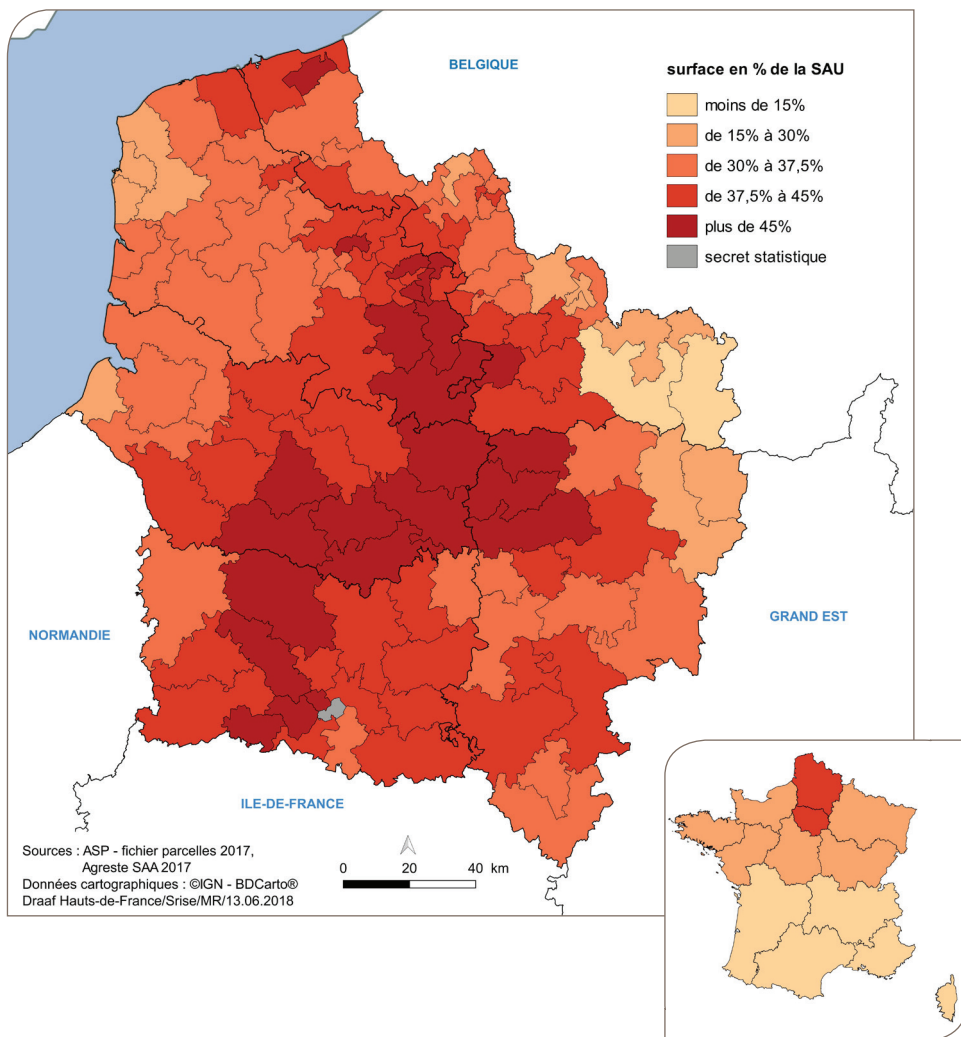 BELGIQUE
surface en % de la SAU
moins de 15%
de 15% à 30%
de 30% à 37,5%
de 37,5% à 45%
plus de 45%
secret statistique
NORMANDIE
GRAND EST
ILE-DE-FRANCE
Sources : ASP - fichier parcelles 2017,
Agreste SAA 2017
Données cartographiques : ©IGN - BDCarto®
Draaf Hauts-de-France/Srise/MR/13.06.2018
0 20 40 km